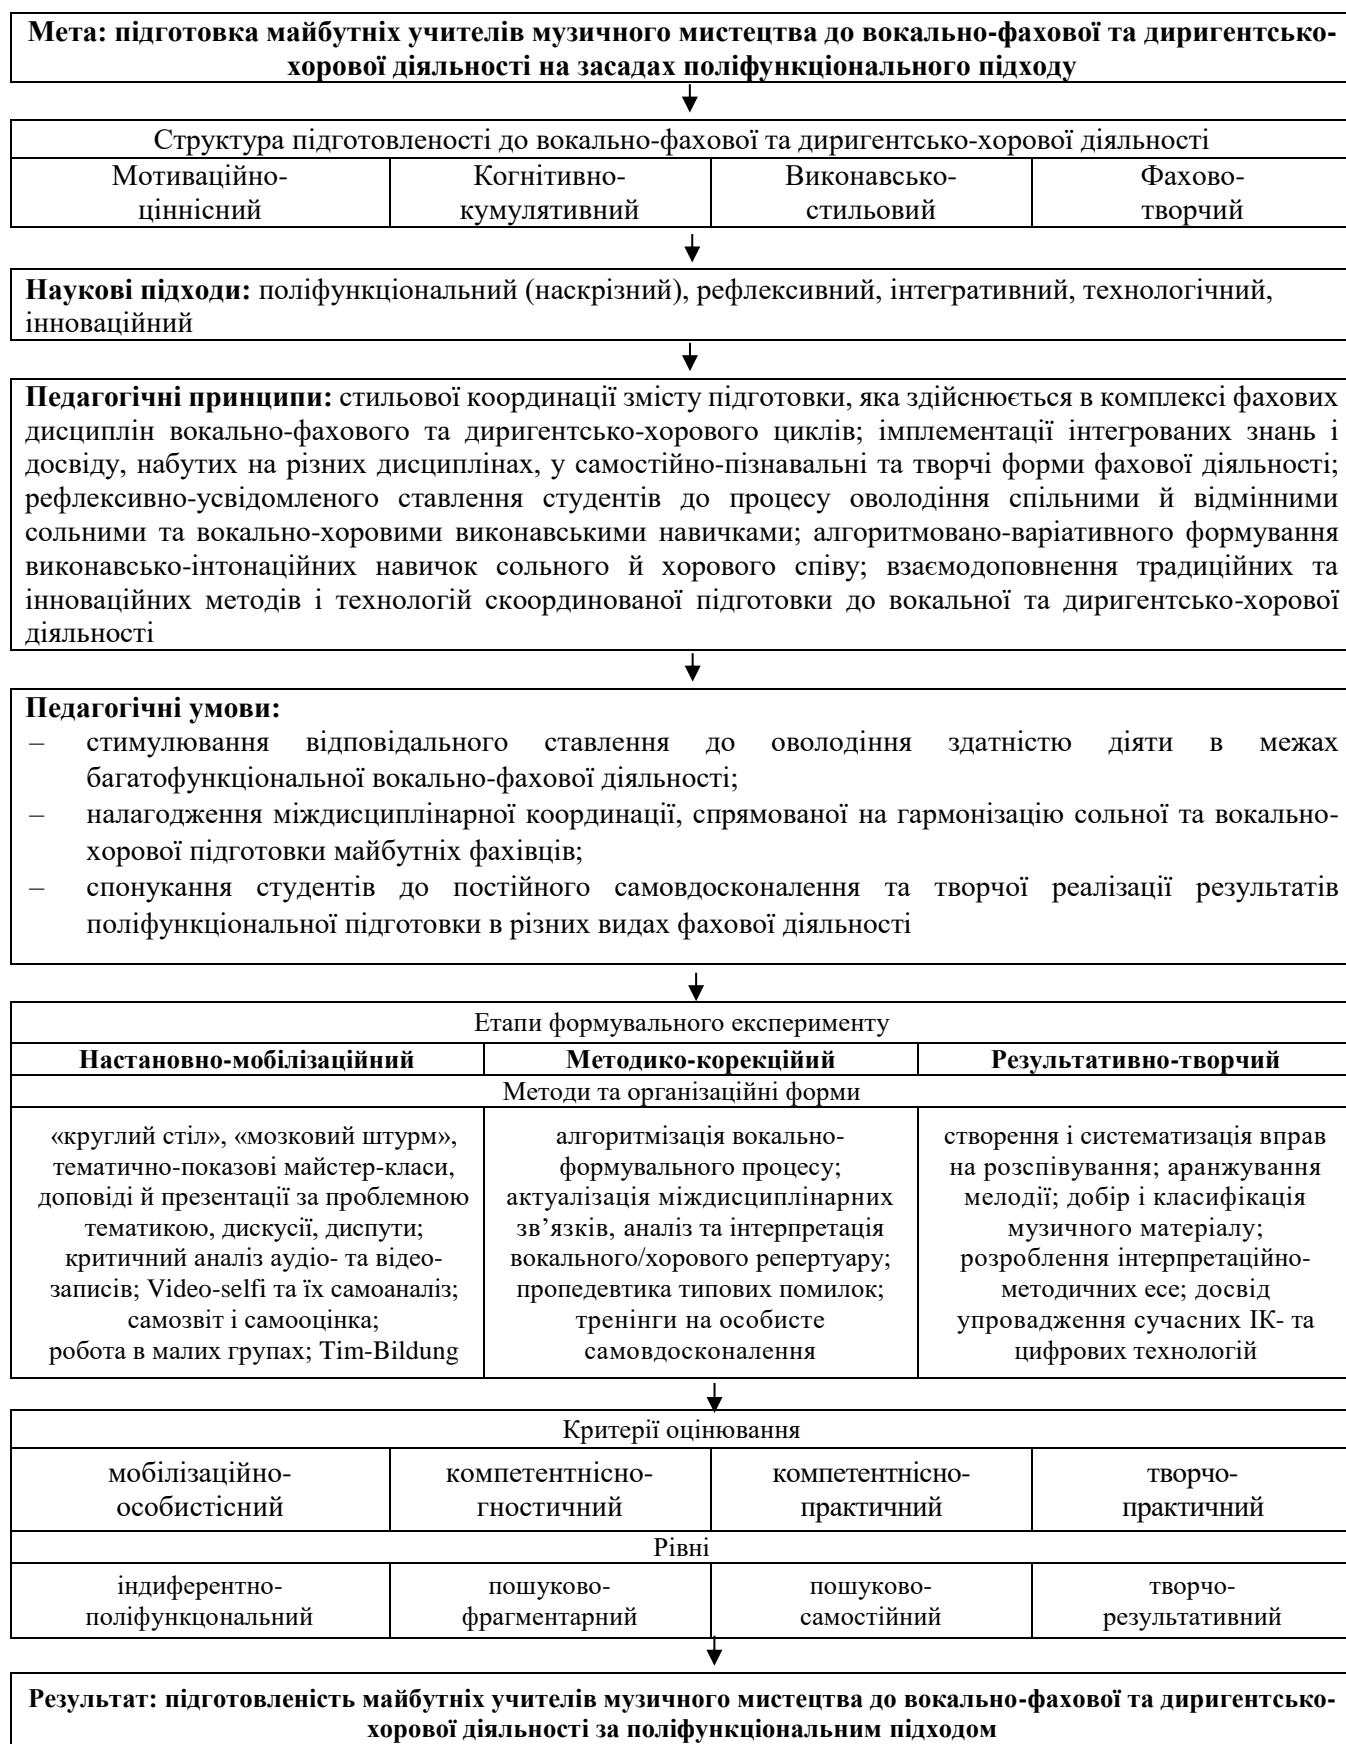 Мета: підготовка майбутніх учителів музичного мистецтва до вокально-фахової та диригентсько-
хорової діяльності на засадах поліфункціонального підходу
Структура підготовленості до вокально-фахової та диригентсько-хорової діяльності
Мотиваційно-
ціннісний
Когнітивно-
кумулятивний
Виконавсько-
стильовий
Фахово-
творчий
Наукові підходи: поліфункціональний (наскрізний), рефлексивний, інтегративний, технологічний,
інноваційний
Педагогічні принципи: стильової координації змісту підготовки, яка здійснюється в комплексі фахових
дисциплін вокально-фахового та диригентсько-хорового циклів; імплементації інтегрованих знань і
досвіду, набутих на різних дисциплінах, у самостійно-пізнавальні та творчі форми фахової діяльності;
рефлексивно-усвідомленого ставлення студентів до процесу оволодіння спільними й відмінними
сольними та вокально-хоровими виконавськими навичками; алгоритмовано-варіативного формування
виконавсько-інтонаційних навичок сольного й хорового співу; взаємодоповнення традиційних та
інноваційних методів і технологій скоординованої підготовки до вокальної та диригентсько-хорової
діяльності
Педагогічні умови:
– стимулювання відповідального ставлення до оволодіння здатністю діяти в межах
багатофункціональної вокально-фахової діяльності;
– налагодження міждисциплінарної координації, спрямованої на гармонізацію сольної та вокально-
хорової підготовки майбутніх фахівців;
– спонукання студентів до постійного самовдосконалення та творчої реалізації результатів
поліфункціональної підготовки в різних видах фахової діяльності
Етапи формувального експерименту
Настановно-мобілізаційний
Методико-корекційий
Результативно-творчий
Методи та організаційні форми
«круглий стіл», «мозковий штурм»,
тематично-показові майстер-класи,
доповіді й презентації за проблемною
тематикою, дискусії, диспути;
критичний аналіз аудіо- та відео-
записів; Video-selfi та їх самоаналіз;
самозвіт і самооцінка;
робота в малих групах; Tim-Bildung
алгоритмізація вокально-
формувального процесу;
актуалізація міждисциплінарних
зв’язків, аналіз та інтерпретація
вокального/хорового репертуару;
пропедевтика типових помилок;
тренінги на особисте
самовдосконалення
створення і систематизація вправ
на розспівування; аранжування
мелодії; добір і класифікація
музичного матеріалу;
розроблення інтерпретаційно-
методичних есе; досвід
упровадження сучасних ІК- та
цифрових технологій
Критерії оцінювання
мобілізаційно-
особистісний
компетентнісно-
гностичний
компетентнісно-
практичний
творчо-
практичний
Рівні
індиферентно-
поліфункцональний
пошуково-
фрагментарний
пошуково-
самостійний
творчо-
результативний
Результат: підготовленість майбутніх учителів музичного мистецтва до вокально-фахової та диригентсько-
хорової діяльності за поліфункціональним підходом